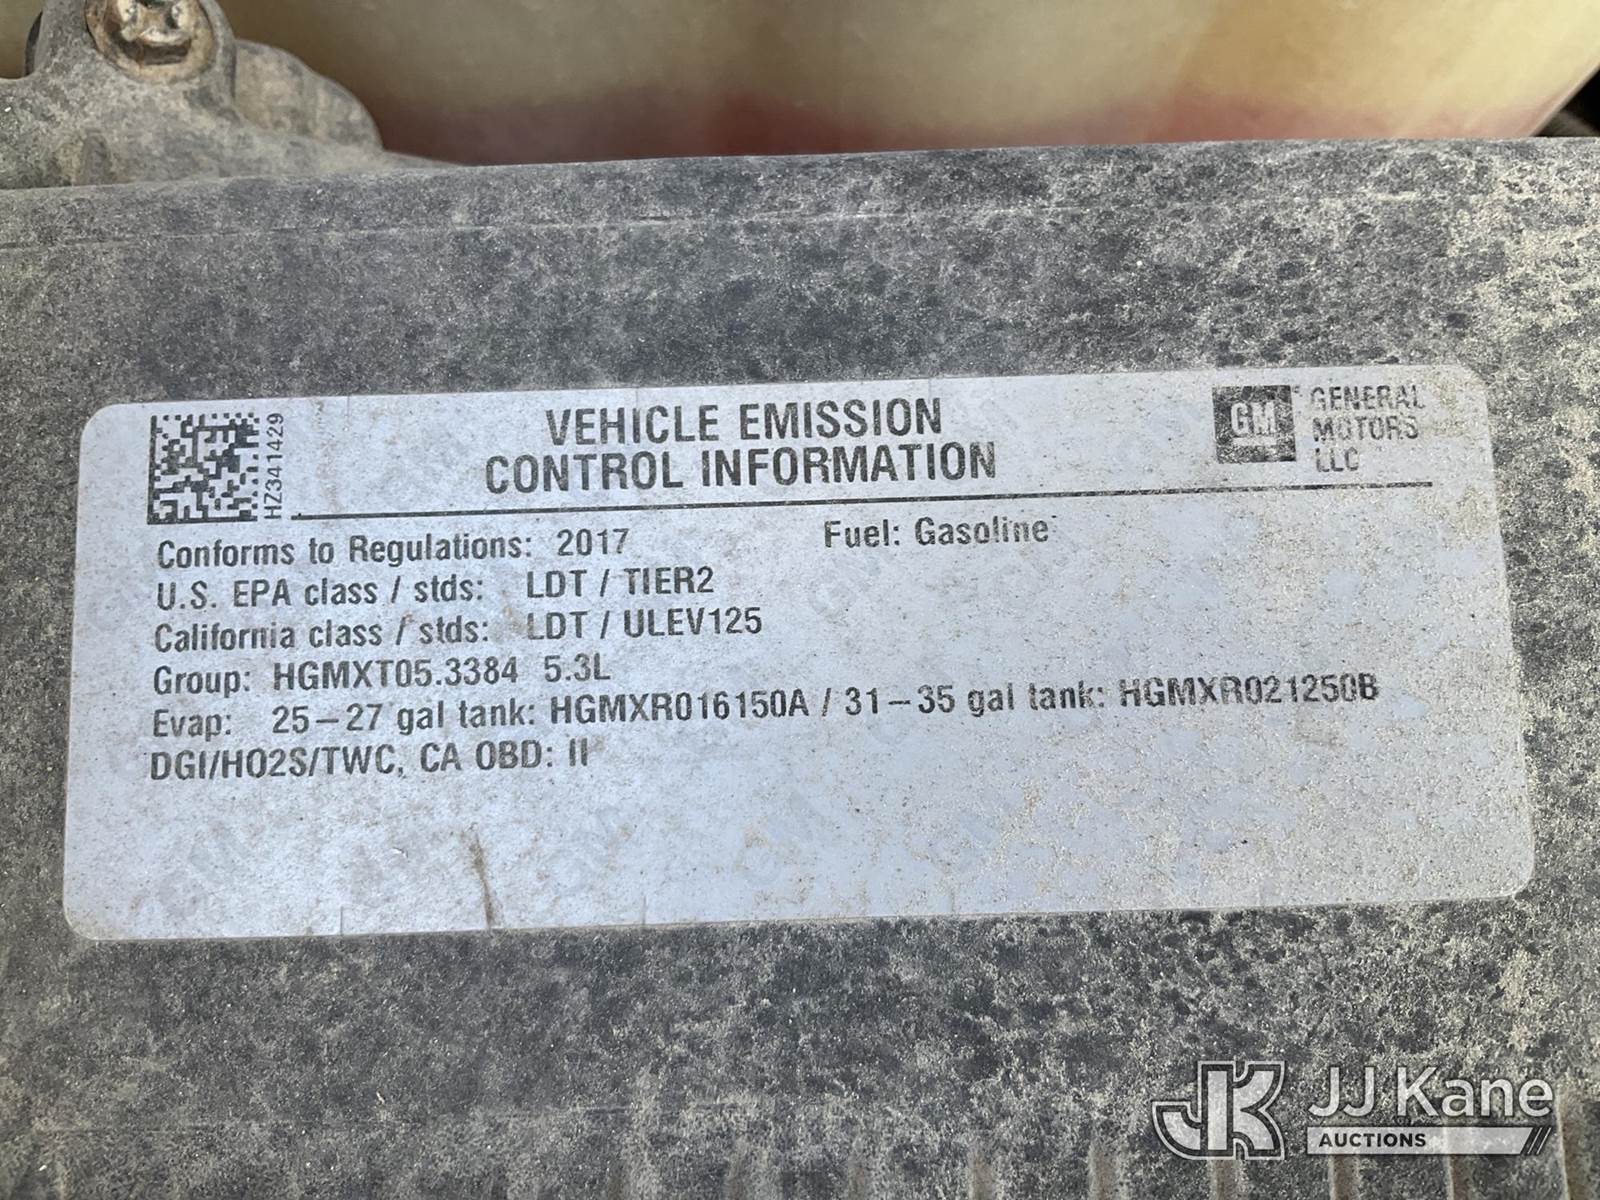 HZ341429
VEHICLE EMISSION
CONTROL INFORMATION
GM
GENERAL
MOTORS
LLC
Conforms to Regulations: 2017 Fuel: Gasoline
U.S. EPA class / stds: LDT / TIER2
California class / stds: LDT / ULEV125
Group: HGMXT05.3384 5.3L
Evap: 25-27 gal tank: HGMXR016150A / 31-35 gal tank: HGMXR021250B
DGI/HO2S/TWC, CA OBD: II
JK JJ Kane
AUCTIONS